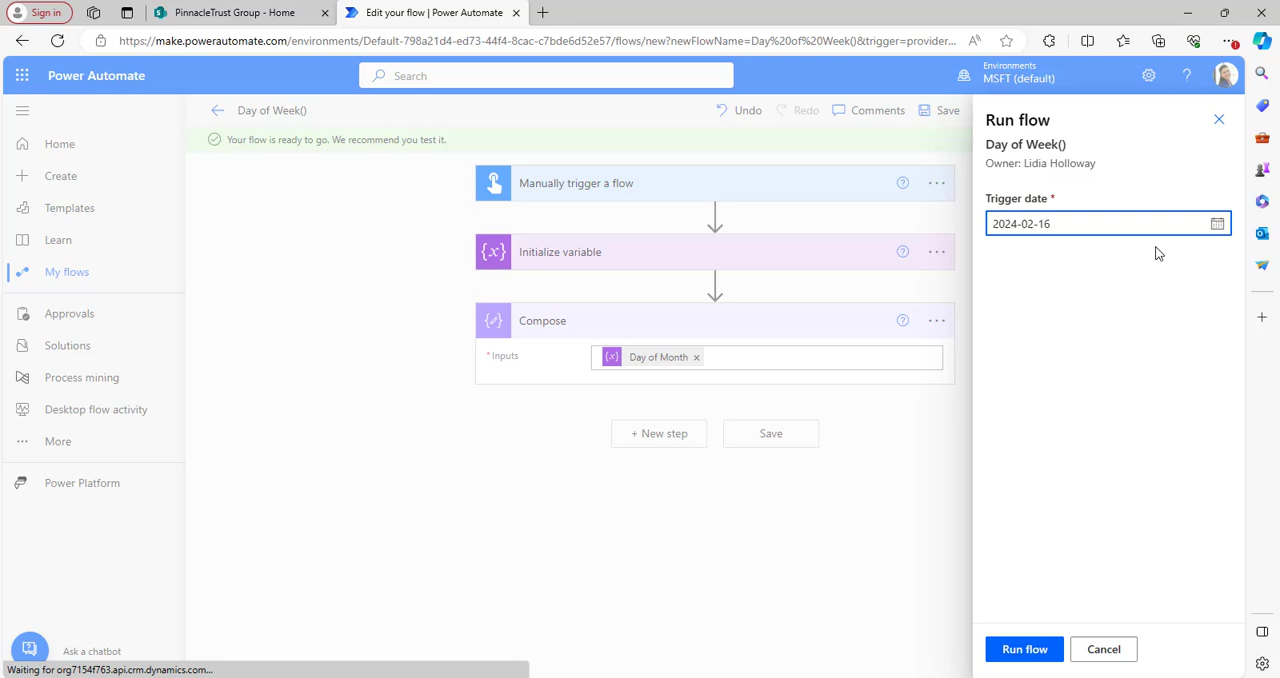 Sign in
PinnacleTrust Group - Home
Edit your flow | Power Automate
https://make.powerautomate.com/environments/Default-798a21d4-ed73-44f4-8cac-c7bde6d52e57/flows/new?newFlowName=Day%20of%20Week()&trigger=provider...
Power Automate
Search
Environments
MSFT (default)
Day of Week()
Undo
Redo
Comments
Save
Your flow is ready to go. We recommend you test it.
Home
Create
Templates
Learn
My flows
Approvals
Solutions
Process mining
Desktop flow activity
More
Power Platform
Ask a chatbot
Manually trigger a flow
Initialize variable
Compose
* Inputs
Day of Month
+ New step
Save
Run flow
Day of Week()
Owner: Lidia Holloway
Trigger date *
2024-02-16
Run flow
Cancel
Waiting for org7154f763.api.crm.dynamics.com...